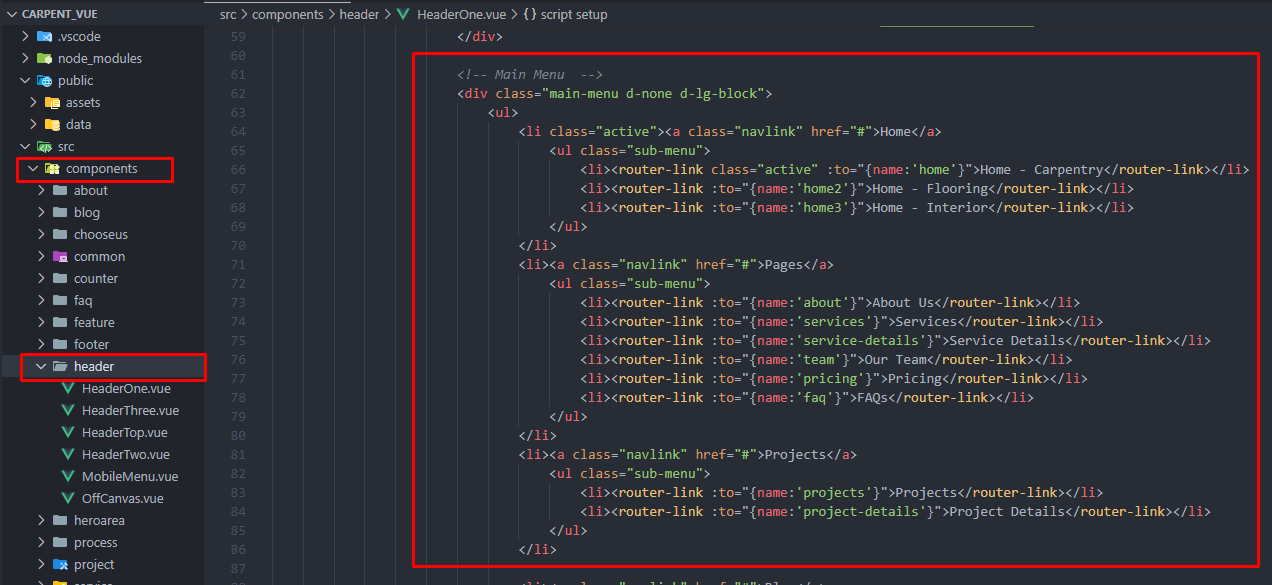 CARPENT_VUE
.vscode
node_modules
public
assets
data
src
components
about
blog
chooseus
common
counter
faq
feature
footer
header
HeaderOne.vue
HeaderThree.vue
HeaderTop.vue
HeaderTwo.vue
MobileMenu.vue
OffCanvas.vue
heroarea
process
project
src > components > header > HeaderOne.vue > {} script setup
59 </div>
60
61 <!-- Main Menu  -->
62 <div class="main-menu d-none d-lg-block">
63 <ul>
64 <li class="active"><a class="navlink" href="#">Home</a>
65 <ul class="sub-menu">
66 <li><router-link class="active" :to="{name:'home'}">Home - Carpentry</router-link></li>
67 <li><router-link :to="{name:'home2'}">Home - Flooring</router-link></li>
68 <li><router-link :to="{name:'home3'}">Home - Interior</router-link></li>
69 </ul>
70 </li>
71 <li><a class="navlink" href="#">Pages</a>
72 <ul class="sub-menu">
73 <li><router-link :to="{name:'about'}">About Us</router-link></li>
74 <li><router-link :to="{name:'services'}">Services</router-link></li>
75 <li><router-link :to="{name:'service-details'}">Service Details</router-link></li>
76 <li><router-link :to="{name:'team'}">Our Team</router-link></li>
77 <li><router-link :to="{name:'pricing'}">Pricing</router-link></li>
78 <li><router-link :to="{name:'faq'}">FAQs</router-link></li>
79 </ul>
80 </li>
81 <li><a class="navlink" href="#">Projects</a>
82 <ul class="sub-menu">
83 <li><router-link :to="{name:'projects'}">Projects</router-link></li>
84 <li><router-link :to="{name:'project-details'}">Project Details</router-link></li>
85 </ul>
86 </li>
87